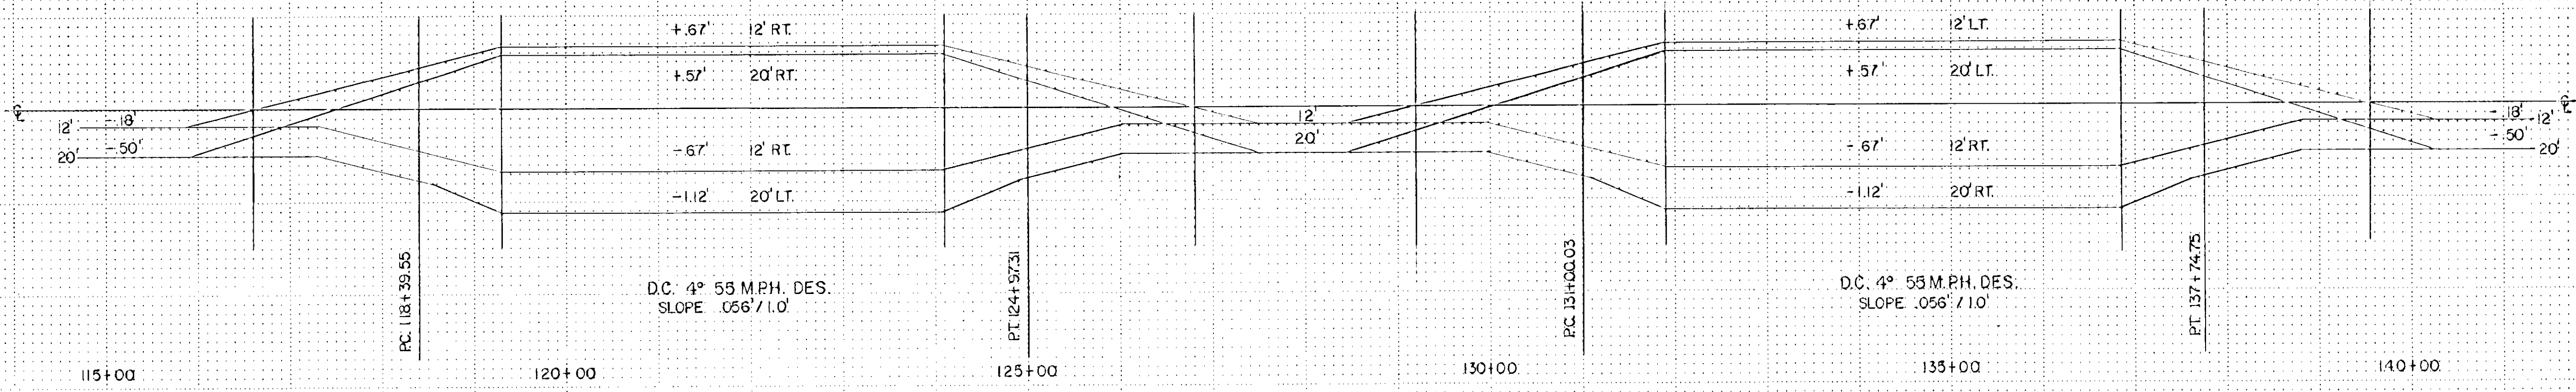 +.67' 12' RT.
+.57' 20' RT.
℄
12' -.18'
20' -.50'
-.67' 12' RT.
-1.12' 20' LT.
P.C. 118+39.55
D.C. 4° 55 M.P.H. DES.
SLOPE .056'/1.0'
P.T. 124+97.31
12'
20'
+.67' 12' LT.
+.57' 20' LT.
℄
-.18' 12'
-.50' 20'
-.67' 12' RT.
-1.12' 20' RT.
P.C. 131+00.03
D.C. 4° 55 M.P.H. DES.
SLOPE .056'/1.0'
P.T. 137+74.75
115+00 120+00 125+00 130+00 135+00 140+00